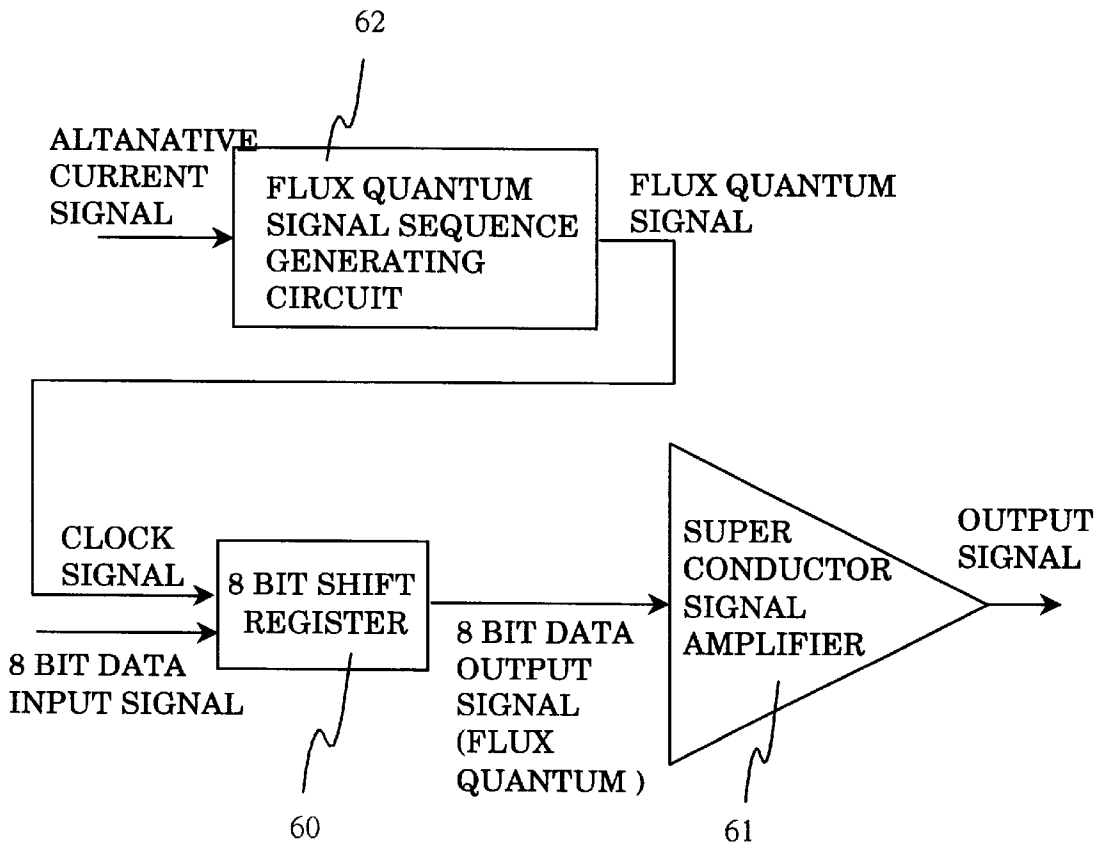 62
ALTANATIVE
CURRENT
SIGNAL
FLUX QUANTUM
SIGNAL SEQUENCE
GENERATING
CIRCUIT
FLUX QUANTUM
SIGNAL
CLOCK
SIGNAL
8 BIT DATA
INPUT SIGNAL
8 BIT SHIFT
REGISTER
60
8 BIT DATA
OUTPUT
SIGNAL
(FLUX
QUANTUM )
SUPER
CONDUCTOR
SIGNAL
AMPLIFIER
61
OUTPUT
SIGNAL